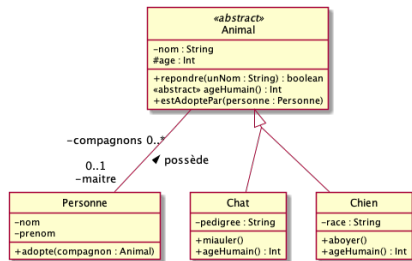 «abstract»
Animal
-nom : String
#age : Int
+repondre(unNom : String) : boolean
«abstract» ageHumain() : Int
+estAdoptePar(personne : Personne)
-compagnons 0..*
possède
0..1
-maitre
Personne
-nom
-prenom
+adopte(compagnon : Animal)
Chat
-pedigree : String
+miauler()
+ageHumain() : Int
Chien
-race : String
+aboyer()
+ageHumain() : Int